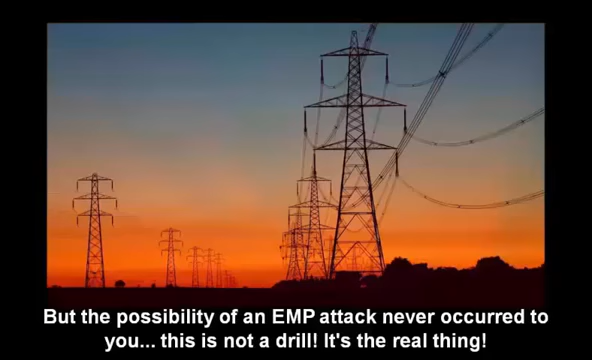 But the possibility of an EMP attack never occurred to
you... this is not a drill! It's the real thing!